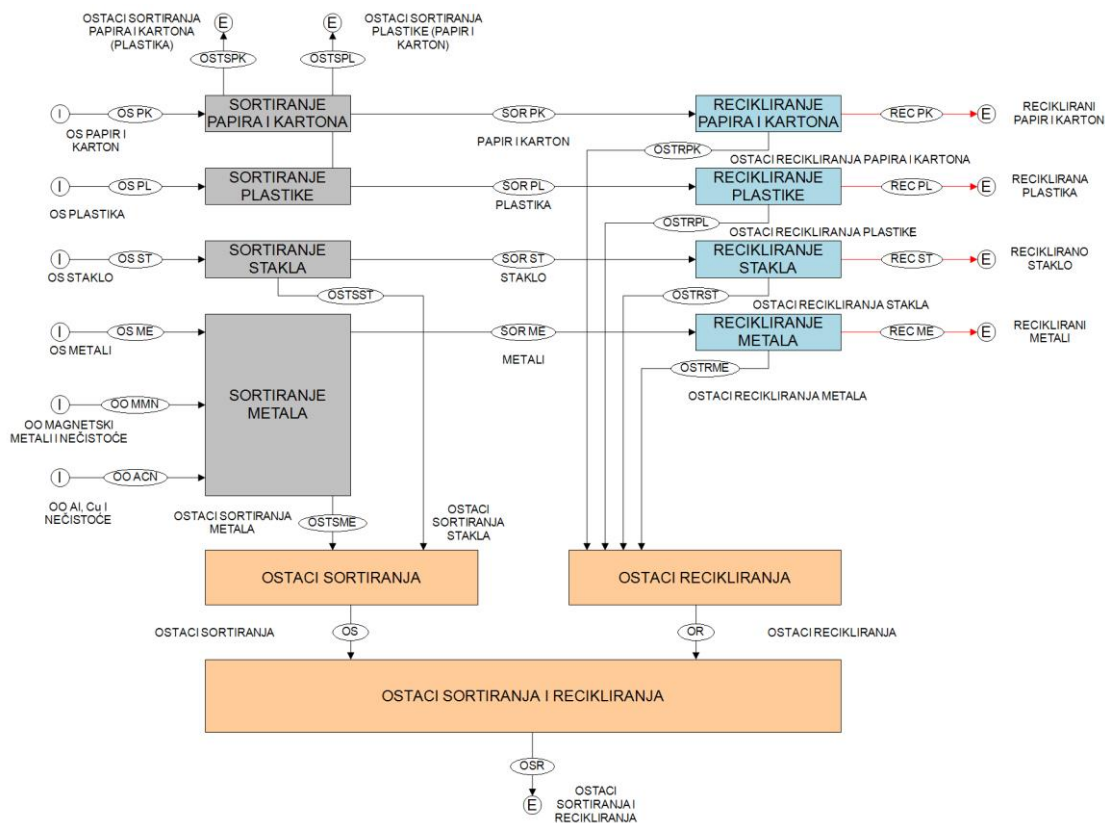 OSTACI SORTIRANJA
PAPIRA I KARTONA
(PLASTIKA)
E
E
OSTACI SORTIRANJA
PLASTIKE (PAPIR I
KARTON)
OSTSPK
OSTSPL
I
OS PK
OS PAPIR I
KARTON
SORTIRANJE
PAPIRA I KARTONA
SOR PK
PAPIR I KARTON
RECIKLIRANJE
PAPIRA I KARTONA
REC PK
E
RECIKLIRANI
PAPIR I KARTON
OSTRPK
OSTACI RECIKLIRANJA PAPIRA I KARTONA
I
OS PL
OS PLASTIKA
SORTIRANJE
PLASTIKE
SOR PL
PLASTIKA
RECIKLIRANJE
PLASTIKE
REC PL
E
RECIKLIRANA
PLASTIKA
OSTRPL
OSTACI RECIKLIRANJA PLASTIKE
I
OS ST
OS STAKLO
SORTIRANJE
STAKLA
SOR ST
STAKLO
RECIKLIRANJE
STAKLA
REC ST
E
RECIKLIRANO
STAKLO
OSTSST
OSTRST
OSTACI RECIKLIRANJA STAKLA
I
OS ME
OS METALI
SOR ME
METALI
RECIKLIRANJE
METALA
REC ME
E
RECIKLIRANI
METALI
OSTRME
OSTACI RECIKLIRANJA METALA
SORTIRANJE
METALA
I
OO MMN
OO MAGNETSKI
METALI I NEČISTOĆE
I
OO ACN
OO Al, Cu I
NEČISTOĆE
OSTACI SORTIRANJA
METALA
OSTSME
OSTACI
SORTIRANJA
STAKLA
OSTACI SORTIRANJA
OSTACI RECIKLIRANJA
OSTACI SORTIRANJA
OS
OR
OSTACI RECIKLIRANJA
OSTACI SORTIRANJA I RECIKLIRANJA
OSR
E
OSTACI
SORTIRANJA I
RECIKLIRANJA